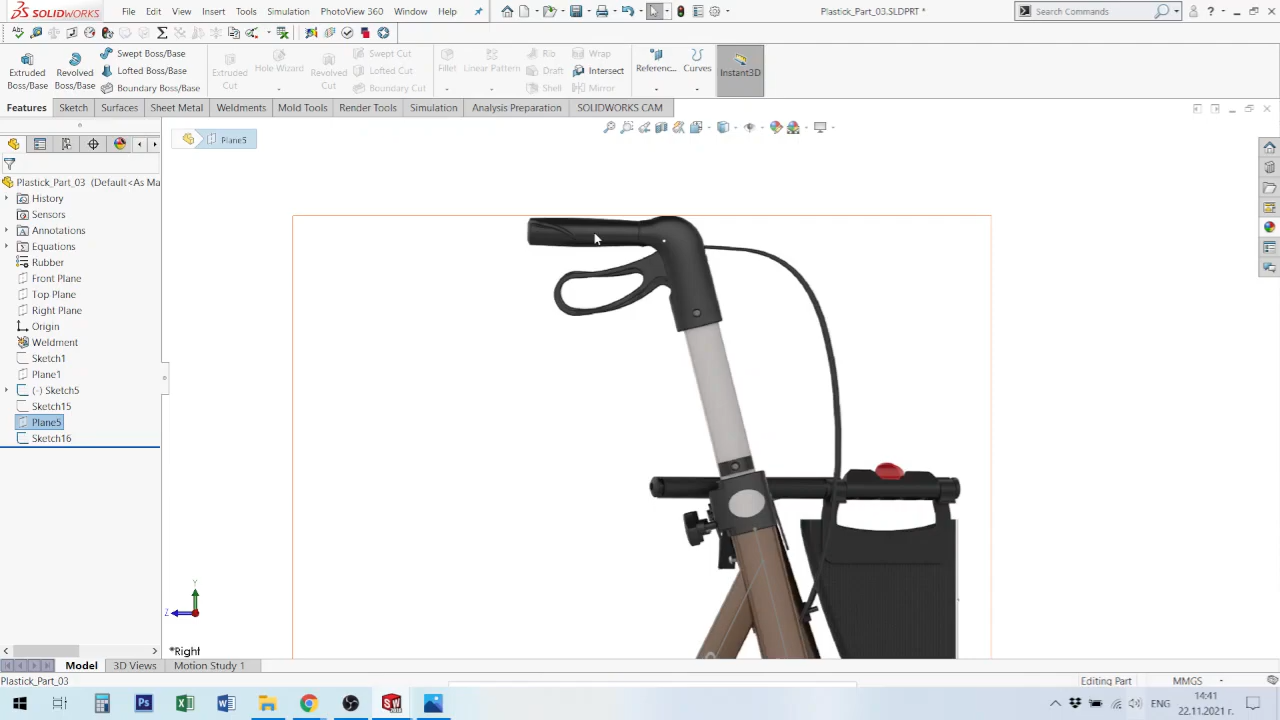 SOLIDWORKS File Edit View Insert Tools Simulation PhotoView 360 Window Help Plastick_Part_03.SLDPRT * Search Commands
Extruded Boss/Base
Revolved Boss/Base
Swept Boss/Base
Lofted Boss/Base
Boundary Boss/Base
Extruded Cut
Hole Wizard
Revolved Cut
Swept Cut
Lofted Cut
Boundary Cut
Fillet
Linear Pattern
Rib
Draft
Shell
Wrap
Intersect
Mirror
Referenc...
Curves
Instant3D
Features Sketch Surfaces Sheet Metal Weldments Mold Tools Render Tools Simulation Analysis Preparation SOLIDWORKS CAM
Plane5
Plastick_Part_03 (Default<As Ma
History
Sensors
Annotations
Equations
Rubber
Front Plane
Top Plane
Right Plane
Origin
Weldment
Sketch1
Plane1
(-) Sketch5
Sketch15
Plane5
Sketch16
Y
Z
*Right
Model 3D Views Motion Study 1
Plastick_Part_03 Editing Part MMGS
14:41
ENG
22.11.2021 г.